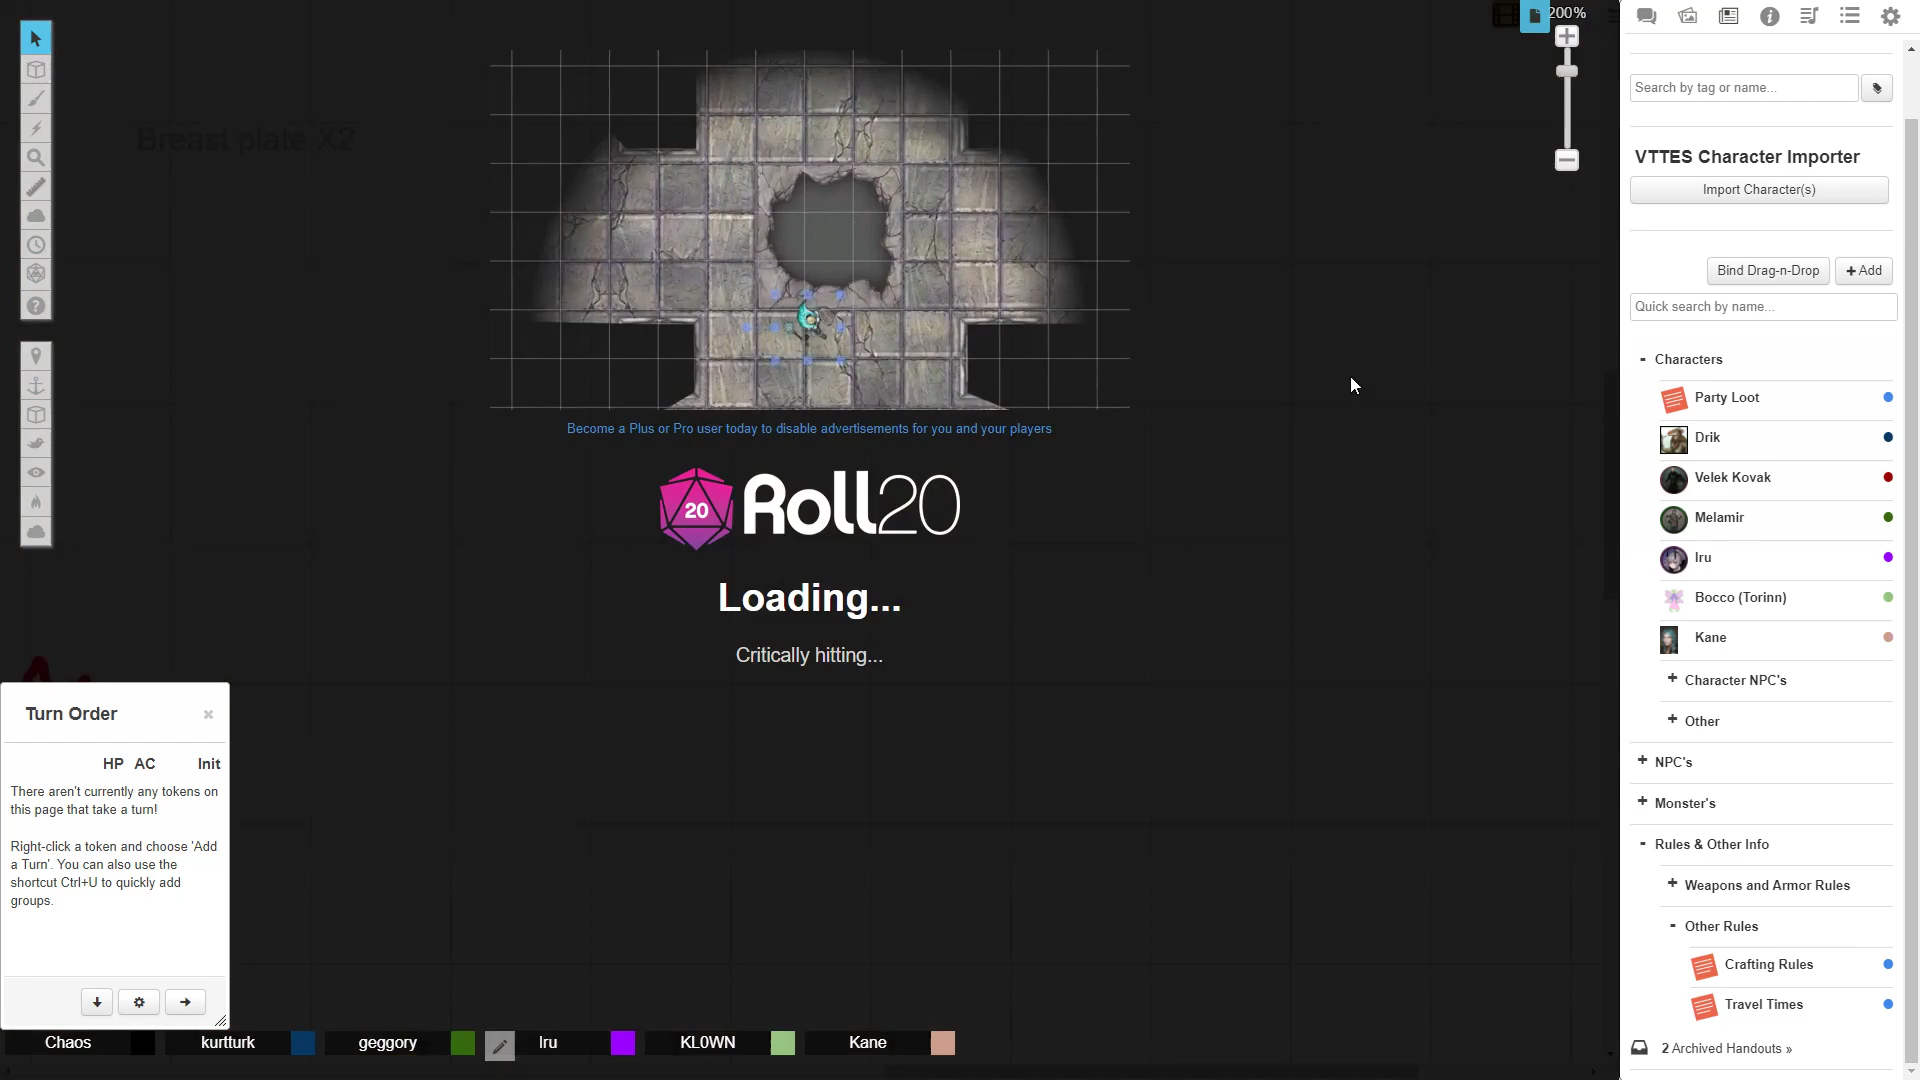 200%
Breast plate X2
Become a Plus or Pro user today to disable advertisements for you and your players
20
Roll20
Loading...
Critically hitting...
Turn Order
×
HP AC Init
There aren't currently any tokens on
this page that take a turn!
Right-click a token and choose 'Add
a Turn'. You can also use the
shortcut Ctrl+U to quickly add
groups.
Chaos
kurtturk
geggory
Iru
KL0WN
Kane
Search by tag or name...
VTTES Character Importer
Import Character(s)
Bind Drag-n-Drop
+ Add
Quick search by name...
- Characters
Party Loot
Drik
Velek Kovak
Melamir
Iru
Bocco (Torinn)
Kane
+ Character NPC's
+ Other
+ NPC's
+ Monster's
- Rules & Other Info
+ Weapons and Armor Rules
- Other Rules
Crafting Rules
Travel Times
2 Archived Handouts »